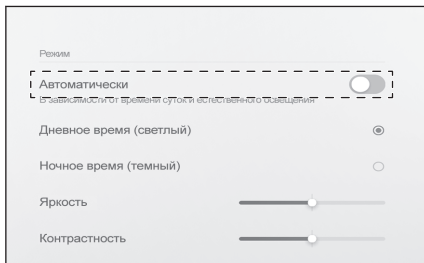 Режим
Автоматически
В зависимости от времени суток и естественного освещения
Дневное время (светлый)
Ночное время (темный)
Яркость
Контрастность